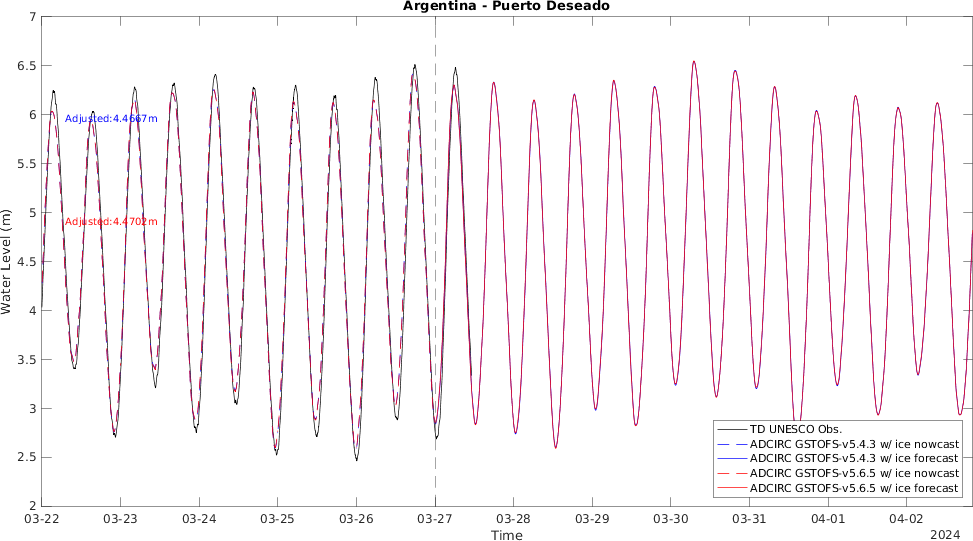 Argentina - Puerto Deseado
7
6.5
6
5.5
5
4.5
4
3.5
3
2.5
2
Water Level (m)
Adjusted:4.4667m
Adjusted:4.4702m
TD UNESCO Obs.
ADCIRC GSTOFS-v5.4.3 w/ ice nowcast
ADCIRC GSTOFS-v5.4.3 w/ ice forecast
ADCIRC GSTOFS-v5.6.5 w/ ice nowcast
ADCIRC GSTOFS-v5.6.5 w/ ice forecast
03-22 03-23 03-24 03-25 03-26 03-27 03-28 03-29 03-30 03-31 04-01 04-02
Time
2024